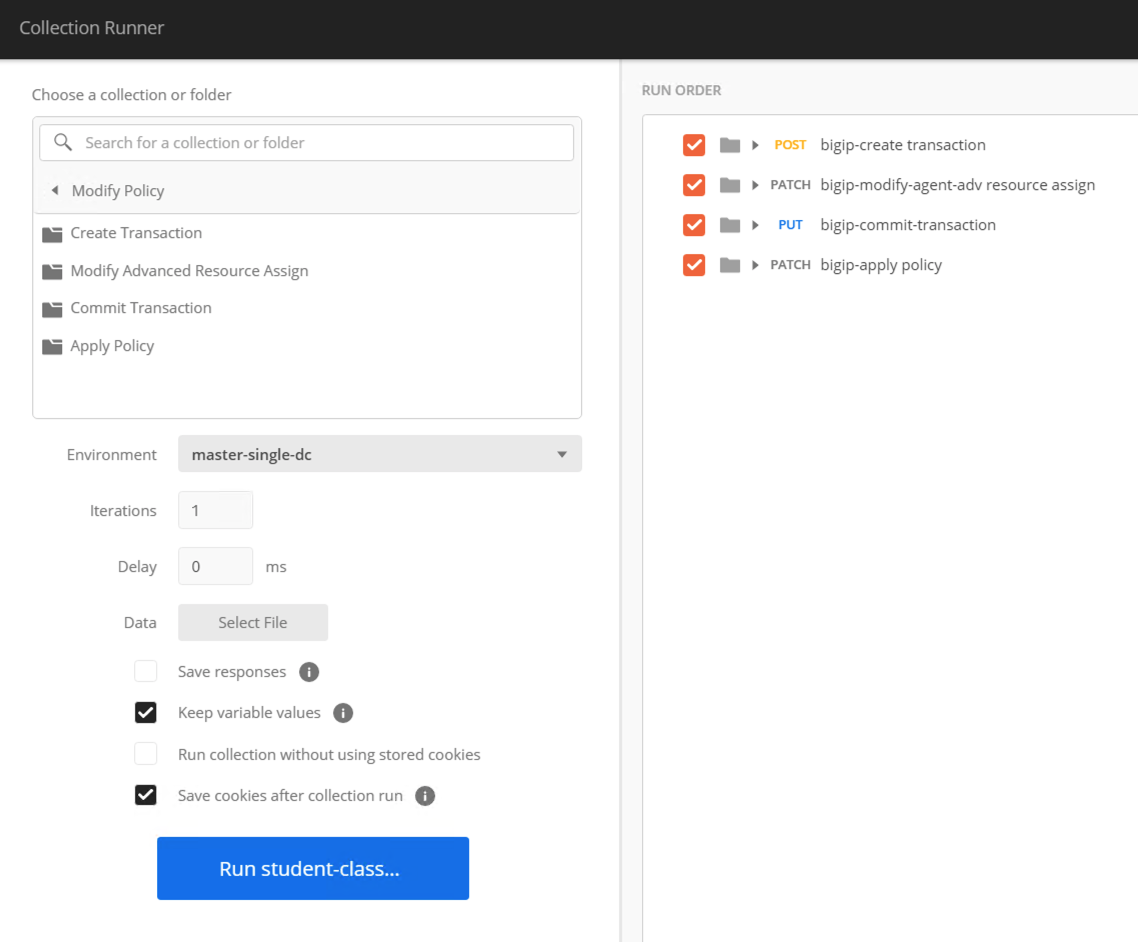 Collection Runner
Choose a collection or folder
Search for a collection or folder
Modify Policy
Create Transaction
Modify Advanced Resource Assign
Commit Transaction
Apply Policy
Environment master-single-dc
Iterations 1
Delay 0 ms
Data Select File
Save responses
Keep variable values
Run collection without using stored cookies
Save cookies after collection run
Run student-class...
RUN ORDER
POST bigip-create transaction
PATCH bigip-modify-agent-adv resource assign
PUT bigip-commit-transaction
PATCH bigip-apply policy